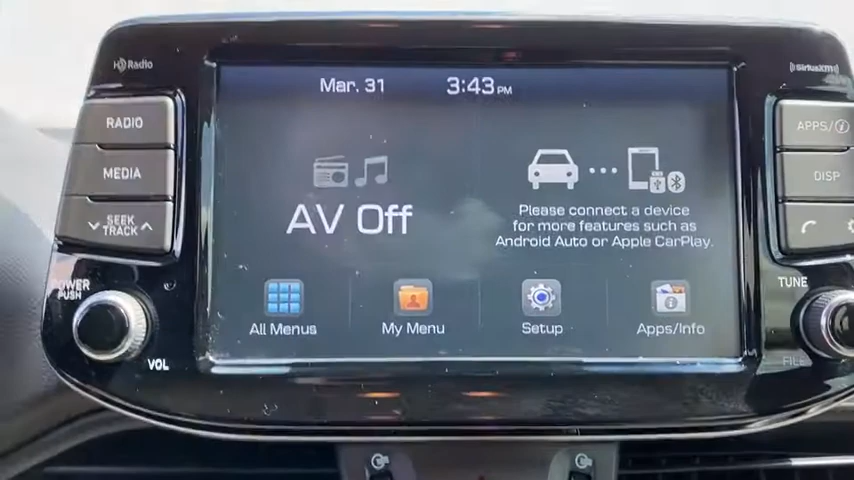 HD Radio
SiriusXM
Mar. 31
3:43 PM
RADIO
MEDIA
SEEK
TRACK
APPS/i
DISP
AV Off
Please connect a device
for more features such as
Android Auto or Apple CarPlay.
POWER
PUSH
VOL
TUNE
FILE
All Menus
My Menu
Setup
Apps/Info